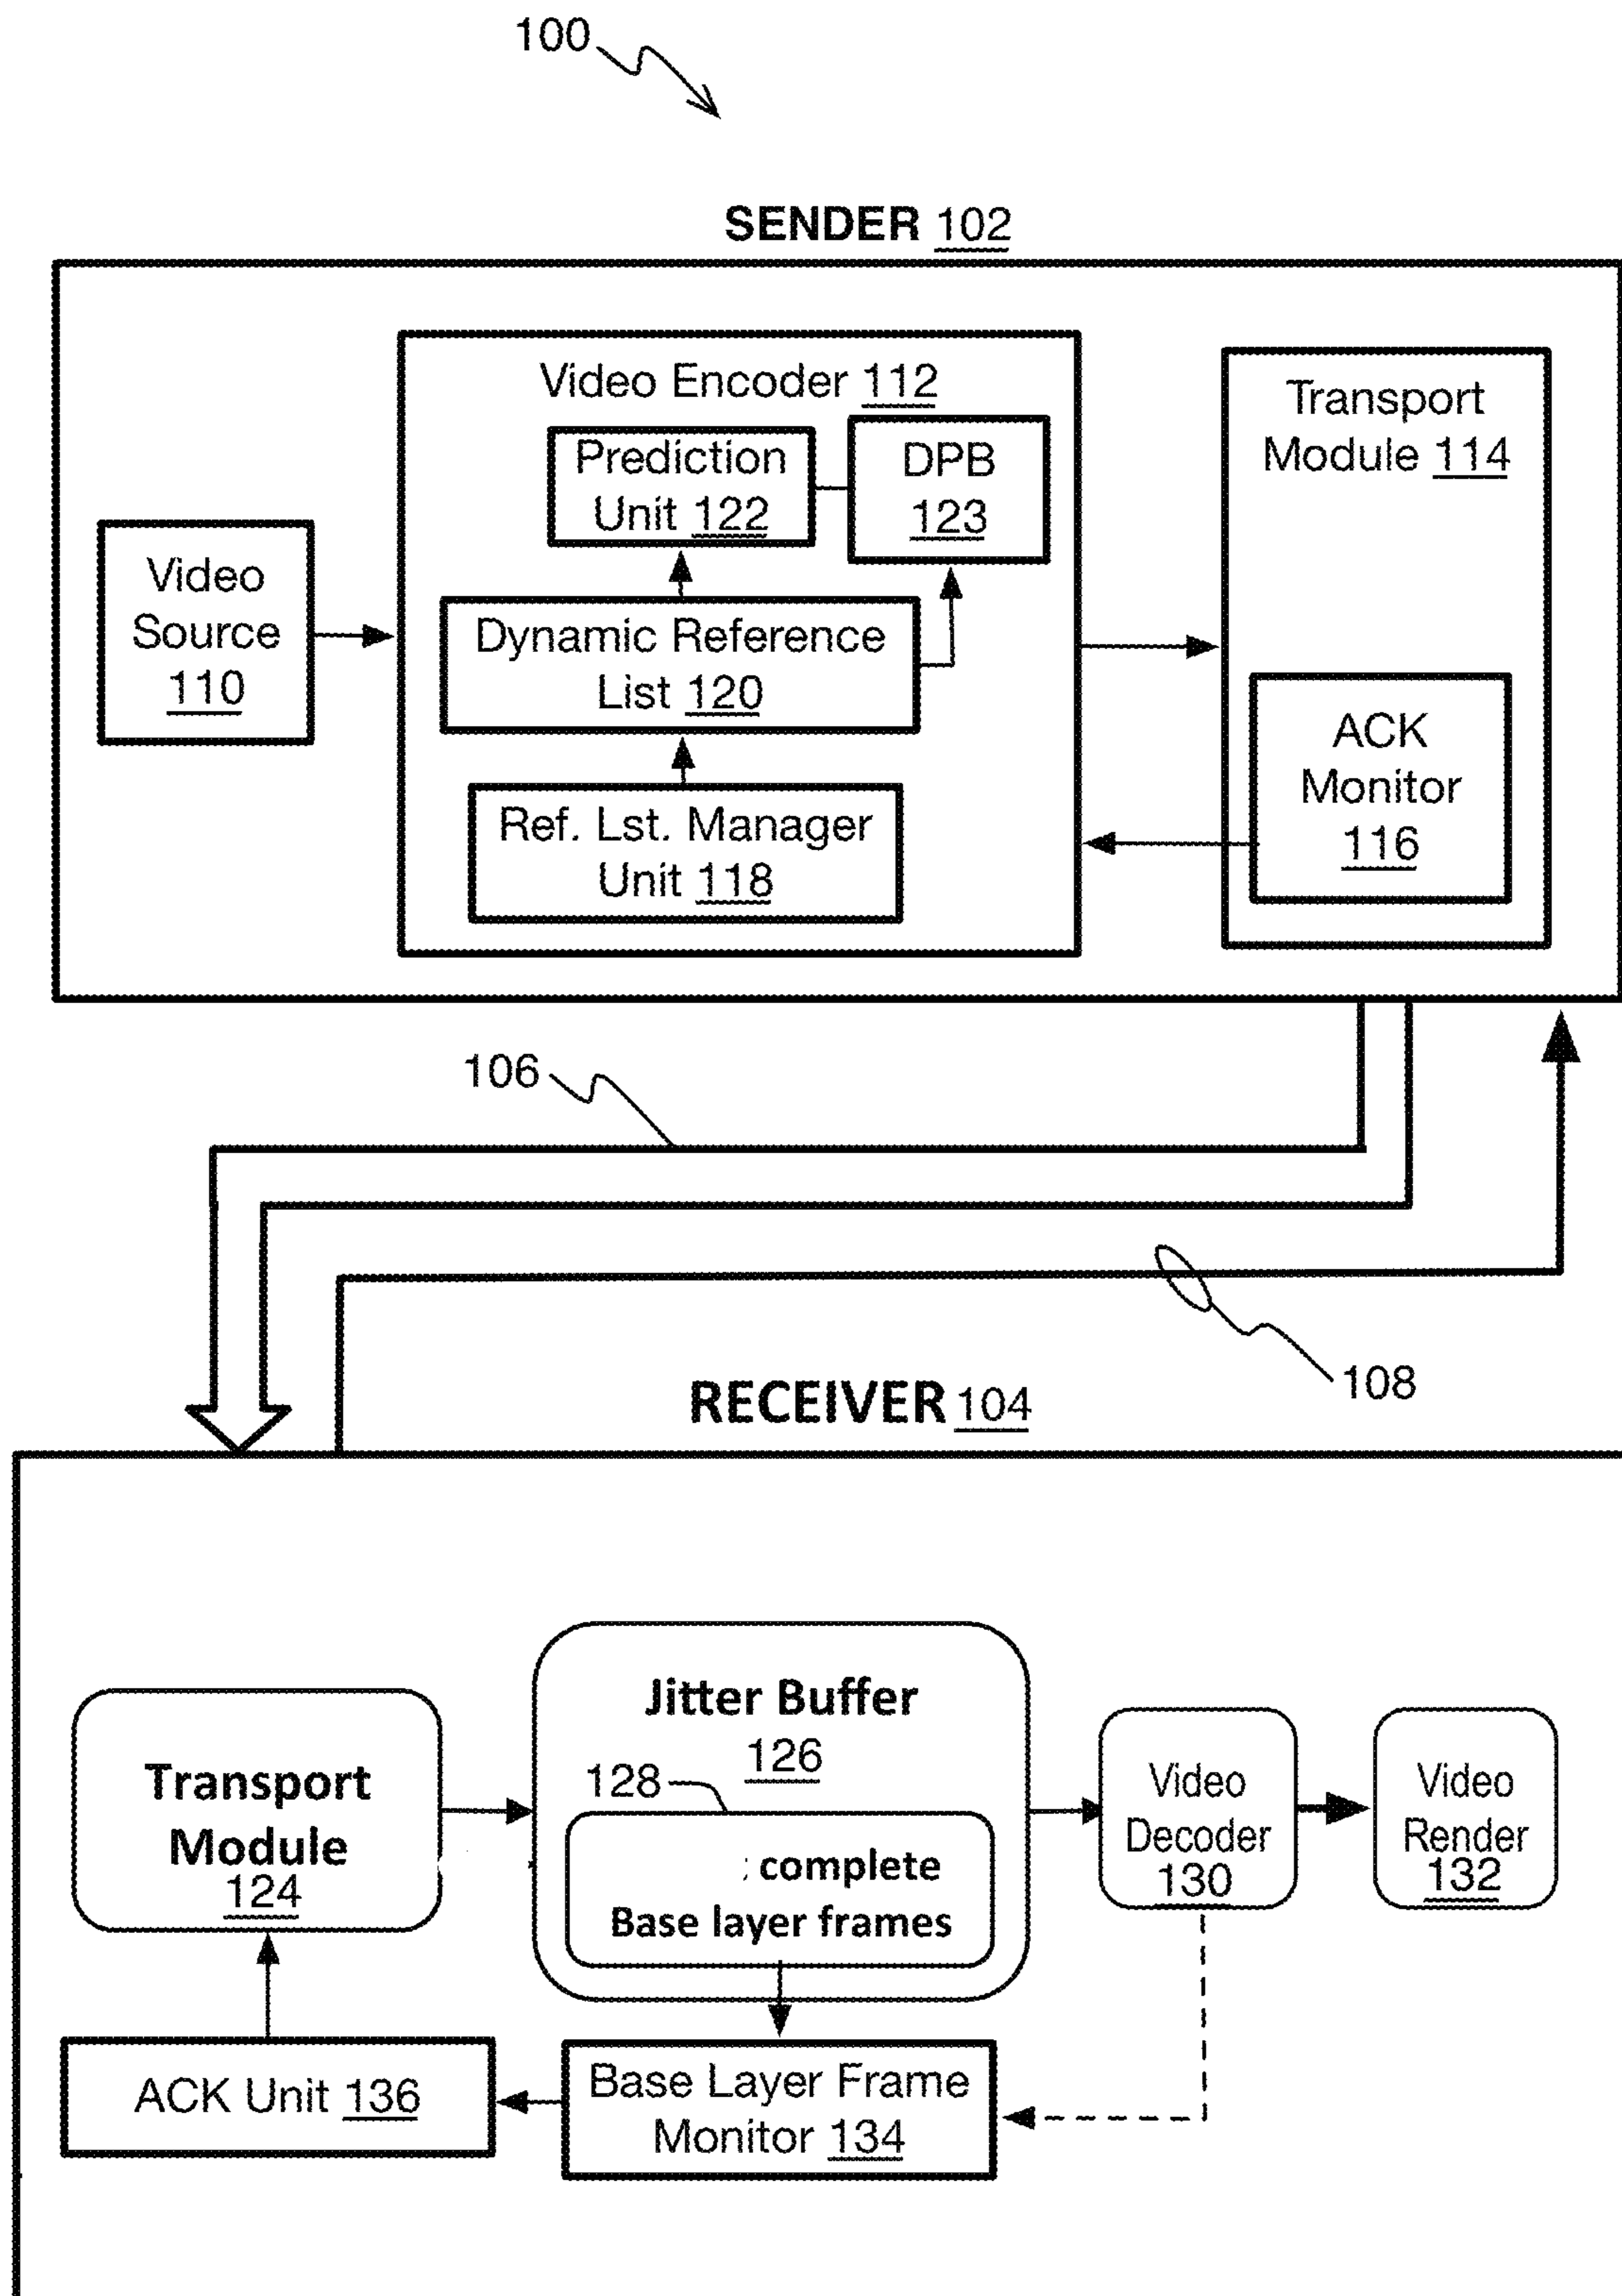 100
SENDER 102
Video Encoder 112
Prediction
Unit 122
DPB
123
Transport
Module 114
Video
Source
110
Dynamic Reference
List 120
ACK
Monitor
116
Ref. Lst. Manager
Unit 118
106
108
RECEIVER 104
Jitter Buffer
126
128
: complete
Base layer frames
Transport
Module
124
Video
Decoder
130
Video
Render
132
ACK Unit 136
Base Layer Frame
Monitor 134